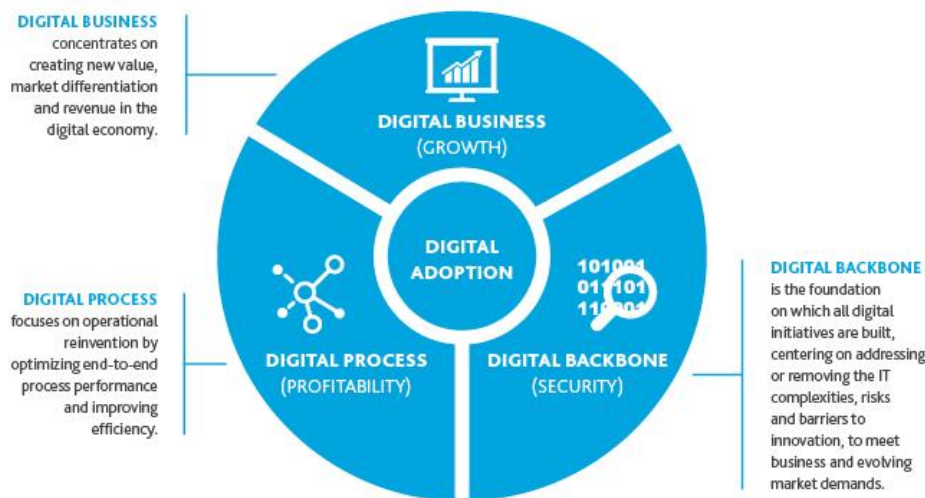 DIGITAL BUSINESS
concentrates on
creating new value,
market differentiation
and revenue in the
digital economy.
DIGITAL BUSINESS
(GROWTH)
DIGITAL
ADOPTION
DIGITAL PROCESS
focuses on operational
reinvention by
optimizing end-to-end
process performance
and improving
efficiency.
DIGITAL PROCESS
(PROFITABILITY)
101001
011101
DIGITAL BACKBONE
(SECURITY)
DIGITAL BACKBONE
is the foundation
on which all digital
initiatives are built,
centering on addressing
or removing the IT
complexities, risks
and barriers to
innovation, to meet
business and evolving
market demands.